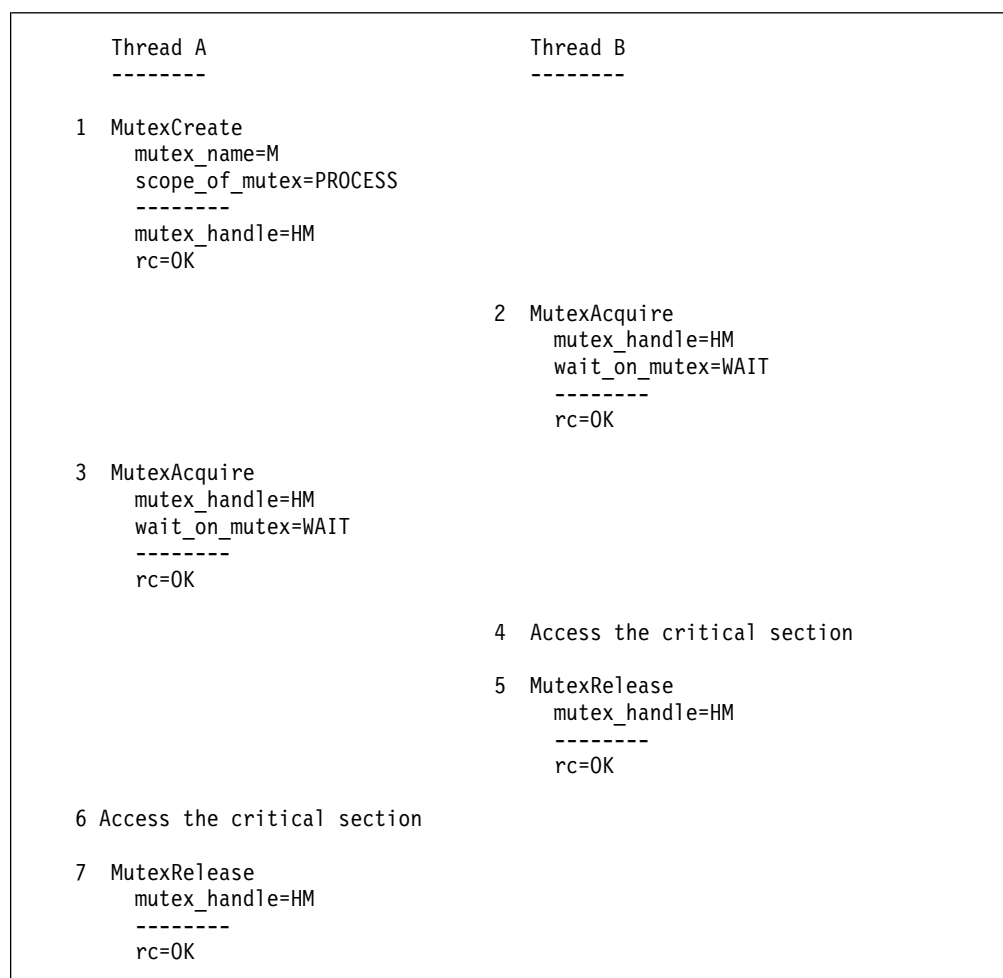 Thread A Thread B
-------- --------
1 MutexCreate
mutex_name=M
scope_of_mutex=PROCESS
--------
mutex_handle=HM
rc=OK
2 MutexAcquire
mutex_handle=HM
wait_on_mutex=WAIT
--------
rc=OK
3 MutexAcquire
mutex_handle=HM
wait_on_mutex=WAIT
--------
rc=OK
4 Access the critical section
5 MutexRelease
mutex_handle=HM
--------
rc=OK
6 Access the critical section
7 MutexRelease
mutex_handle=HM
--------
rc=OK